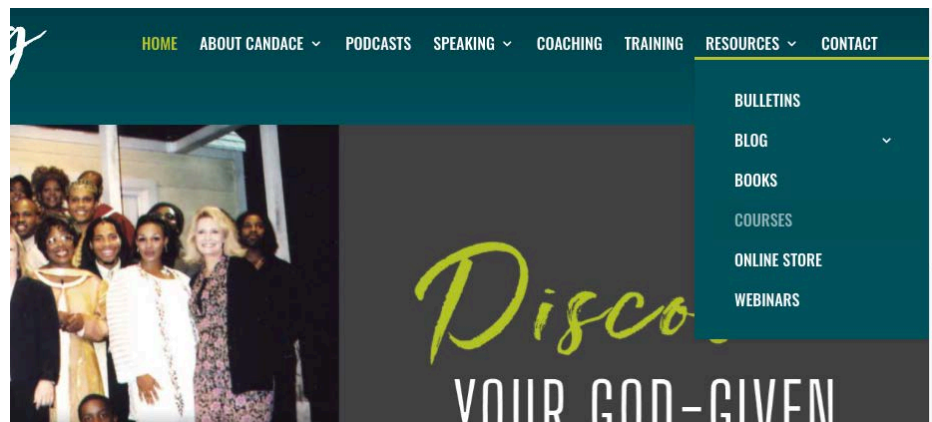 HOME ABOUT CANDACE PODCASTS SPEAKING COACHING TRAINING RESOURCES CONTACT
BULLETINS
BLOG
BOOKS
COURSES
ONLINE STORE
WEBINARS
YOUR GOD-GIVEN